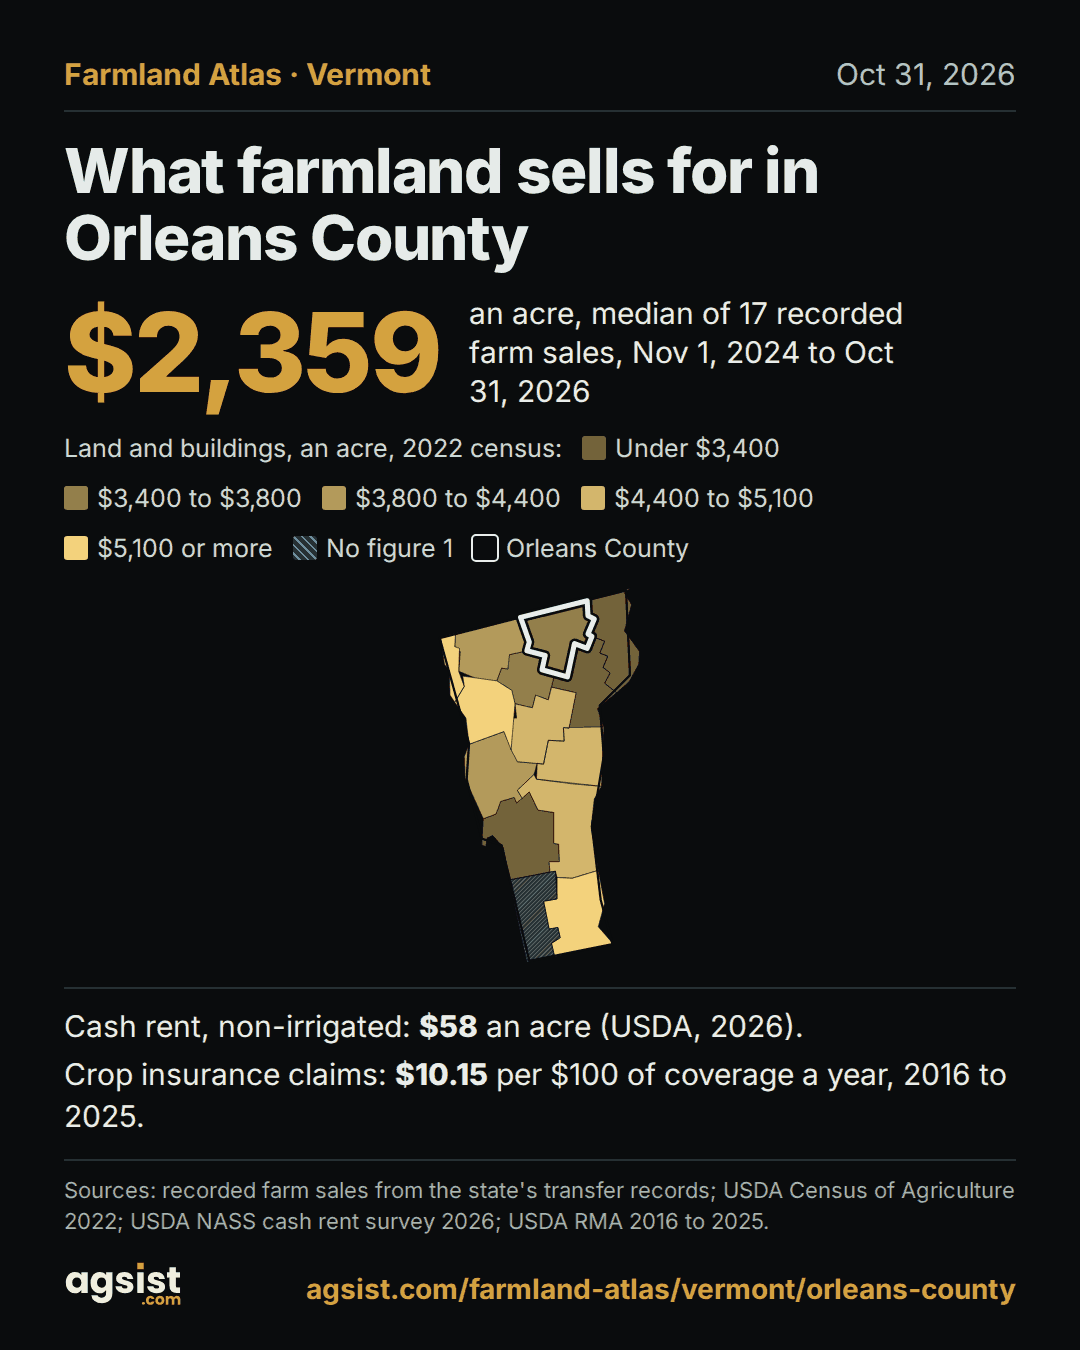 Farmland Atlas · Vermont
Oct 31, 2026
What farmland sells for in
Orleans County
$2,359
an acre, median of 17 recorded
farm sales, Nov 1, 2024 to Oct
31, 2026
Land and buildings, an acre, 2022 census: Under $3,400
$3,400 to $3,800 $3,800 to $4,400 $4,400 to $5,100
$5,100 or more No figure 1 Orleans County
Cash rent, non-irrigated: $58 an acre (USDA, 2026).
Crop insurance claims: $10.15 per $100 of coverage a year, 2016 to
2025.
Sources: recorded farm sales from the state's transfer records; USDA Census of Agriculture
2022; USDA NASS cash rent survey 2026; USDA RMA 2016 to 2025.
agsist
.com
agsist.com/farmland-atlas/vermont/orleans-county